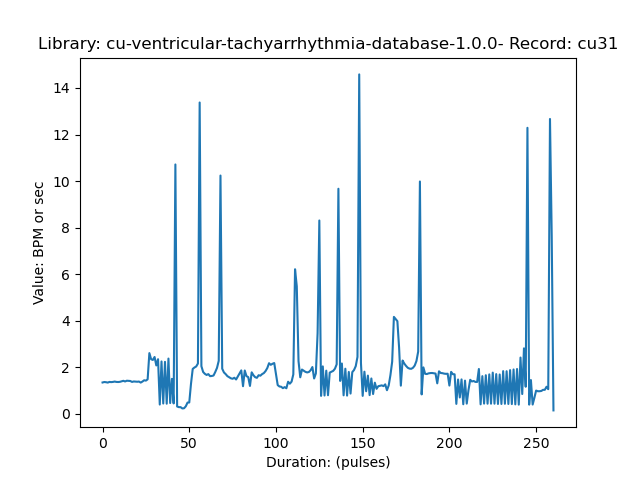 Library: cu-ventricular-tachyarrhythmia-database-1.0.0- Record: cu31
14
12
10
8
6
4
2
0
Value: BPM or sec
0 50 100 150 200 250
Duration: (pulses)